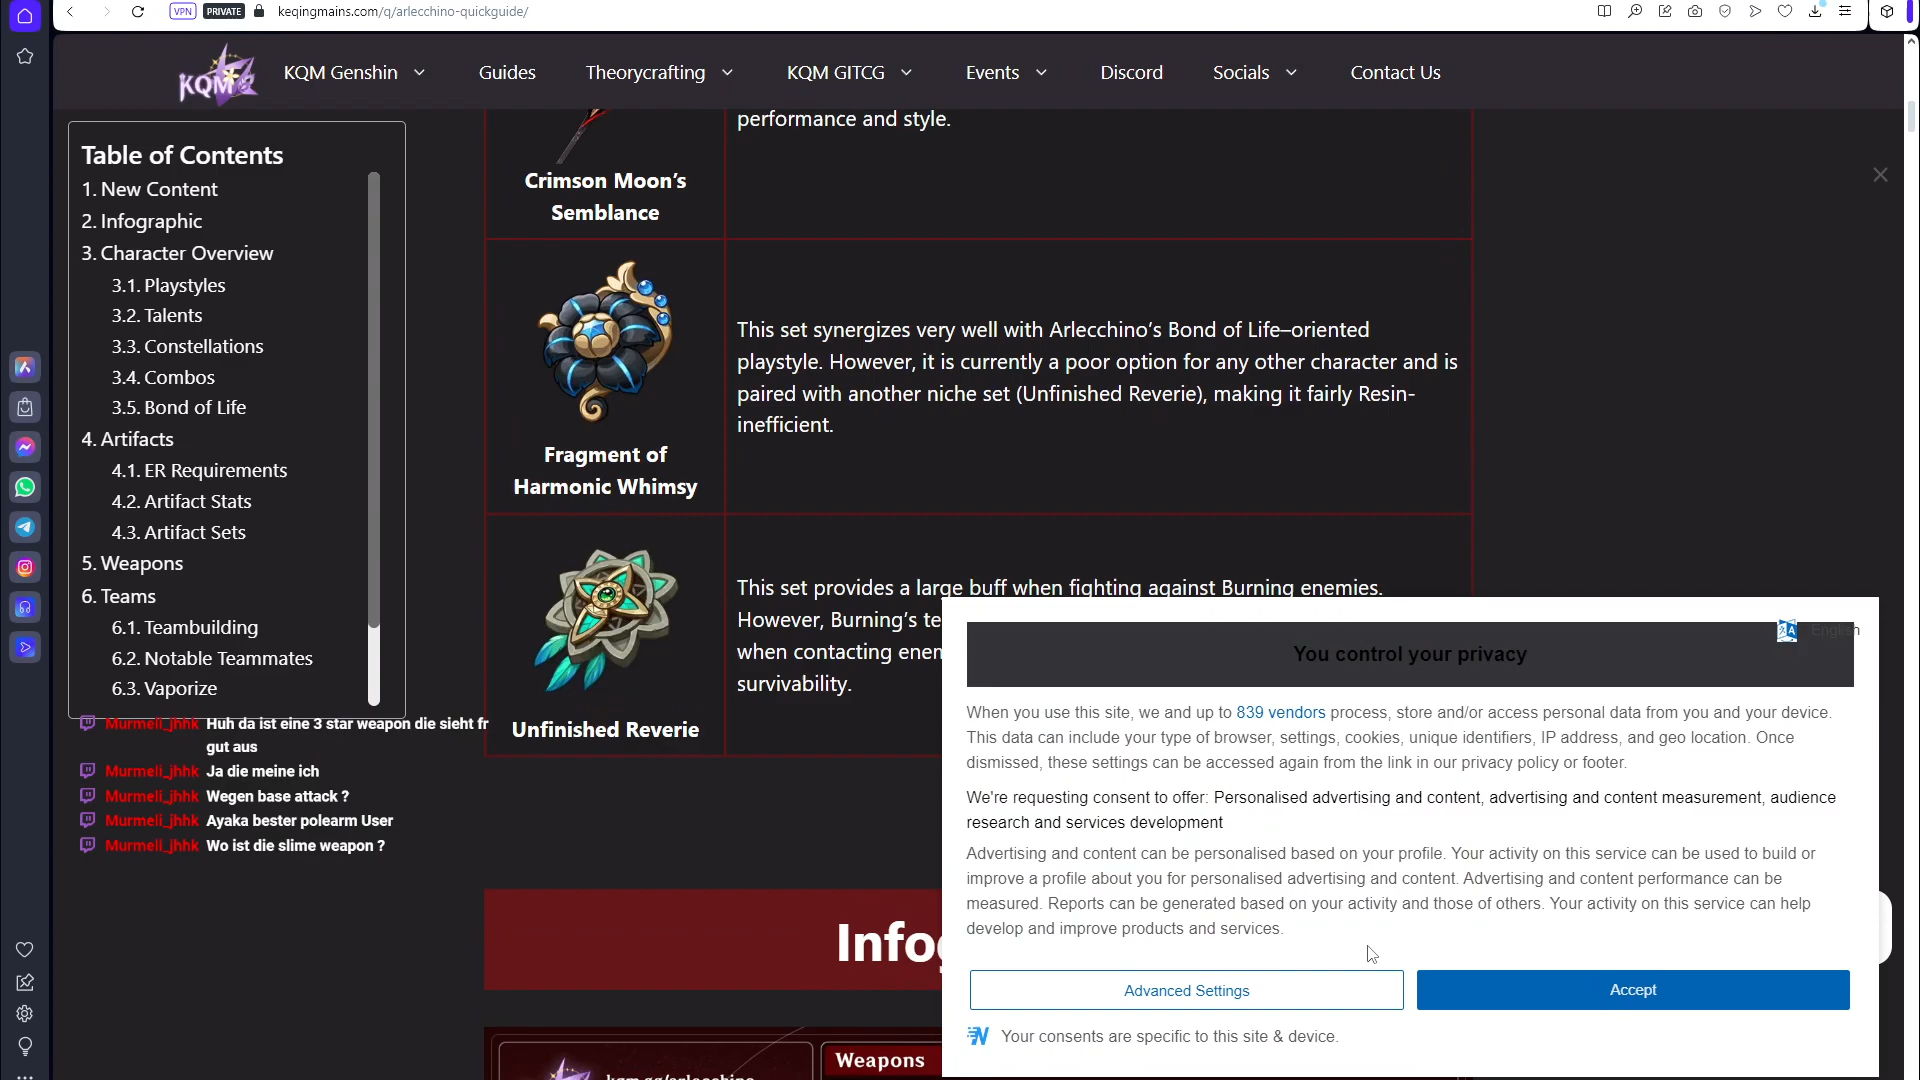 VPN
PRIVATE
keqingmains.com/q/arlecchino-quickguide/
KQM
KQM Genshin
Guides
Theorycrafting
KQM GITCG
Events
Discord
Socials
Contact Us
Table of Contents
1. New Content
2. Infographic
3. Character Overview
3.1. Playstyles
3.2. Talents
3.3. Constellations
3.4. Combos
3.5. Bond of Life
4. Artifacts
4.1. ER Requirements
4.2. Artifact Stats
4.3. Artifact Sets
5. Weapons
6. Teams
6.1. Teambuilding
6.2. Notable Teammates
6.3. Vaporize
Murmeli_jhhk Huh da ist eine 3 star weapon die sieht fr
gut aus
Murmeli_jhhk Ja die meine ich
Murmeli_jhhk Wegen base attack ?
Murmeli_jhhk Ayaka bester polearm User
Murmeli_jhhk Wo ist die slime weapon ?
performance and style.
Crimson Moon's
Semblance
This set synergizes very well with Arlecchino's Bond of Life–oriented
playstyle. However, it is currently a poor option for any other character and is
paired with another niche set (Unfinished Reverie), making it fairly Resin-
inefficient.
Fragment of
Harmonic Whimsy
This set provides a large buff when fighting against Burning enemies.
However, Burning's te
when contacting enem
survivability.
Unfinished Reverie
Info
Weapons
kqm.gg/arlecchino
English
You control your privacy
When you use this site, we and up to 839 vendors process, store and/or access personal data from you and your device.
This data can include your type of browser, settings, cookies, unique identifiers, IP address, and geo location. Once
dismissed, these settings can be accessed again from the link in our privacy policy or footer.
We're requesting consent to offer: Personalised advertising and content, advertising and content measurement, audience
research and services development
Advertising and content can be personalised based on your profile. Your activity on this service can be used to build or
improve a profile about you for personalised advertising and content. Advertising and content performance can be
measured. Reports can be generated based on your activity and those of others. Your activity on this service can help
develop and improve products and services.
Advanced Settings
Accept
Your consents are specific to this site & device.